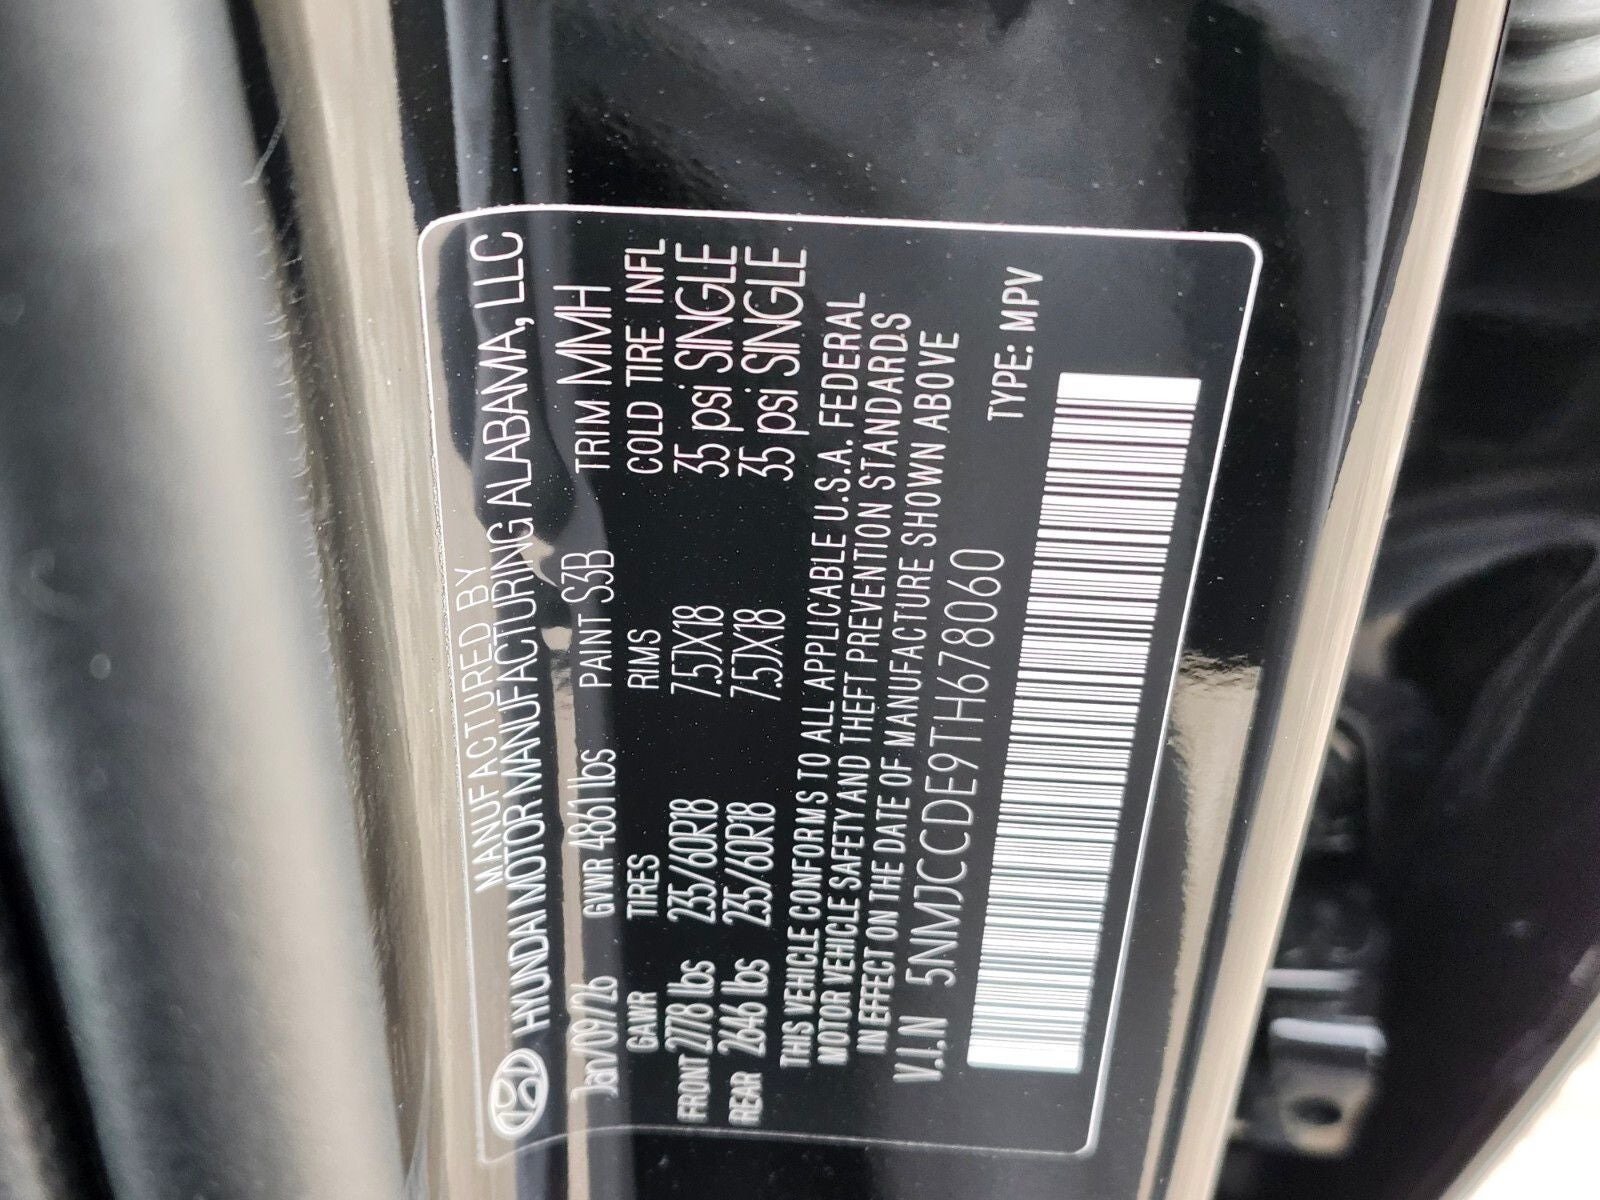 MANUFACTURED BY
HYUNDAI MOTOR MANUFACTURING ALABAMA, LLC
Jan/09/26 GVWR 4861lbs PAINT S3B TRIM MMH
GAWR TIRES RIMS COLD TIRE INFL
FRONT 2778 lbs 235/60R18 7.5JX18 35 psi SINGLE
REAR 2646 lbs 235/60R18 7.5JX18 35 psi SINGLE
THIS VEHICLE CONFORMS TO ALL APPLICABLE U.S.A. FEDERAL
MOTOR VEHICLE SAFETY AND THEFT PREVENTION STANDARDS
IN EFFECT ON THE DATE OF MANUFACTURE SHOWN ABOVE
V.I.N 5NMJCCDE9TH678060 TYPE: MPV